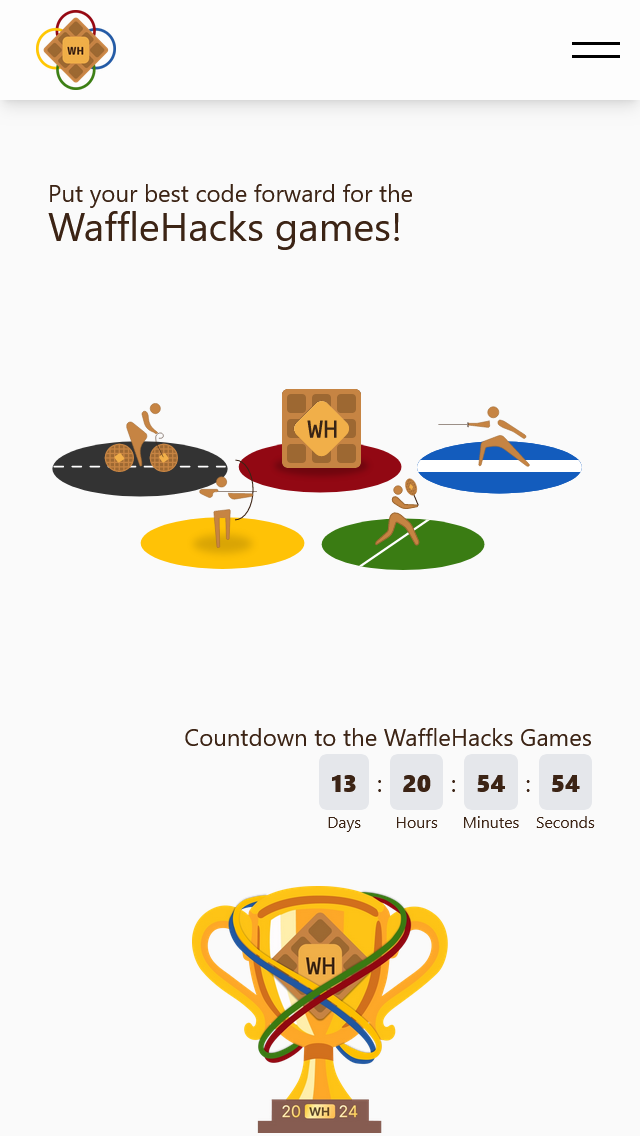 WH
Put your best code forward for the
WaffleHacks games!
WH
Countdown to the WaffleHacks Games
13 : 20 : 54 : 54
Days Hours Minutes Seconds
WH
20 WH 24